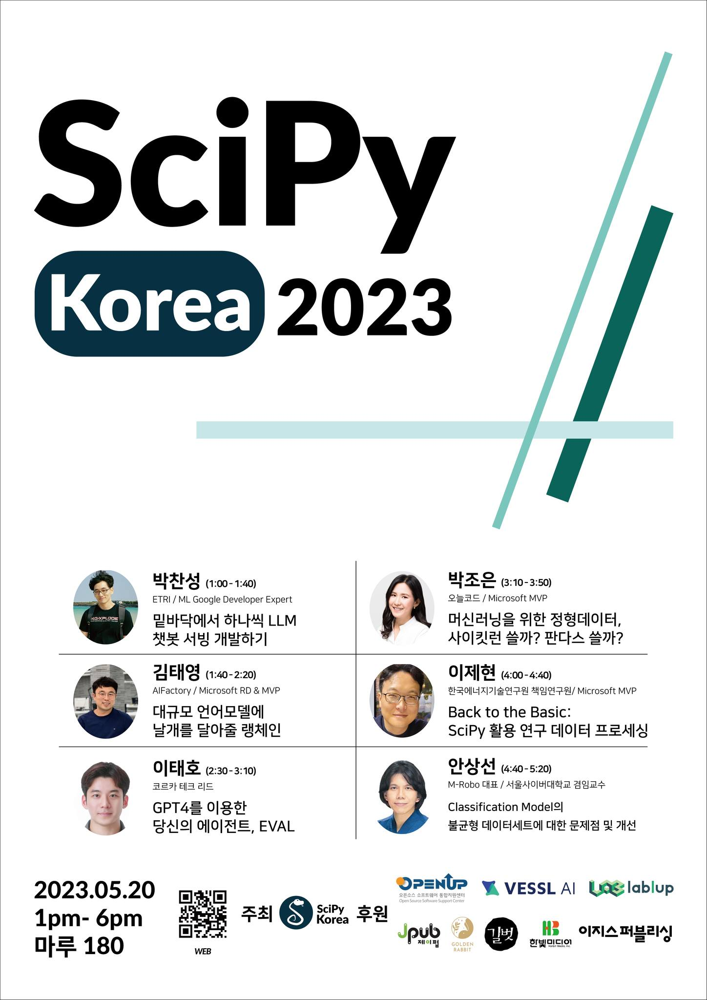 SciPy
Korea 2023
박찬성 (1:00-1:40)
ETRI / ML Google Developer Expert
밑바닥에서 하나씩 LLM
챗봇 서빙 개발하기
김태영 (1:40-2:20)
AIFactory / Microsoft RD & MVP
대규모 언어모델에
날개를 달아줄 랭체인
이태호 (2:30-3:10)
코르카 테크 리드
GPT4를 이용한
당신의 에이전트, EVAL
박조은 (3:10-3:50)
오늘코드 / Microsoft MVP
머신러닝을 위한 정형데이터,
사이킷런 쓸까? 판다스 쓸까?
이제현 (4:00-4:40)
한국에너지기술연구원 책임연구원/ Microsoft MVP
Back to the Basic:
SciPy 활용 연구 데이터 프로세싱
안상선 (4:40-5:20)
M-Robo 대표 / 서울사이버대학교 겸임교수
Classification Model의
불균형 데이터세트에 대한 문제점 및 개선
2023.05.20
1pm- 6pm
마루 180
WEB
주최
SciPy
Korea
후원
OPENUP
오픈소스 소프트웨어 통합지원센터
Open Source Software Support Center
VESSL AI
LAB lablup
Jpub
제이펍
GOLDEN
RABBIT
길벗
HB
한빛미디어
Hanbit Media, Inc.
이지스퍼블리싱
N.O.-XPLODE